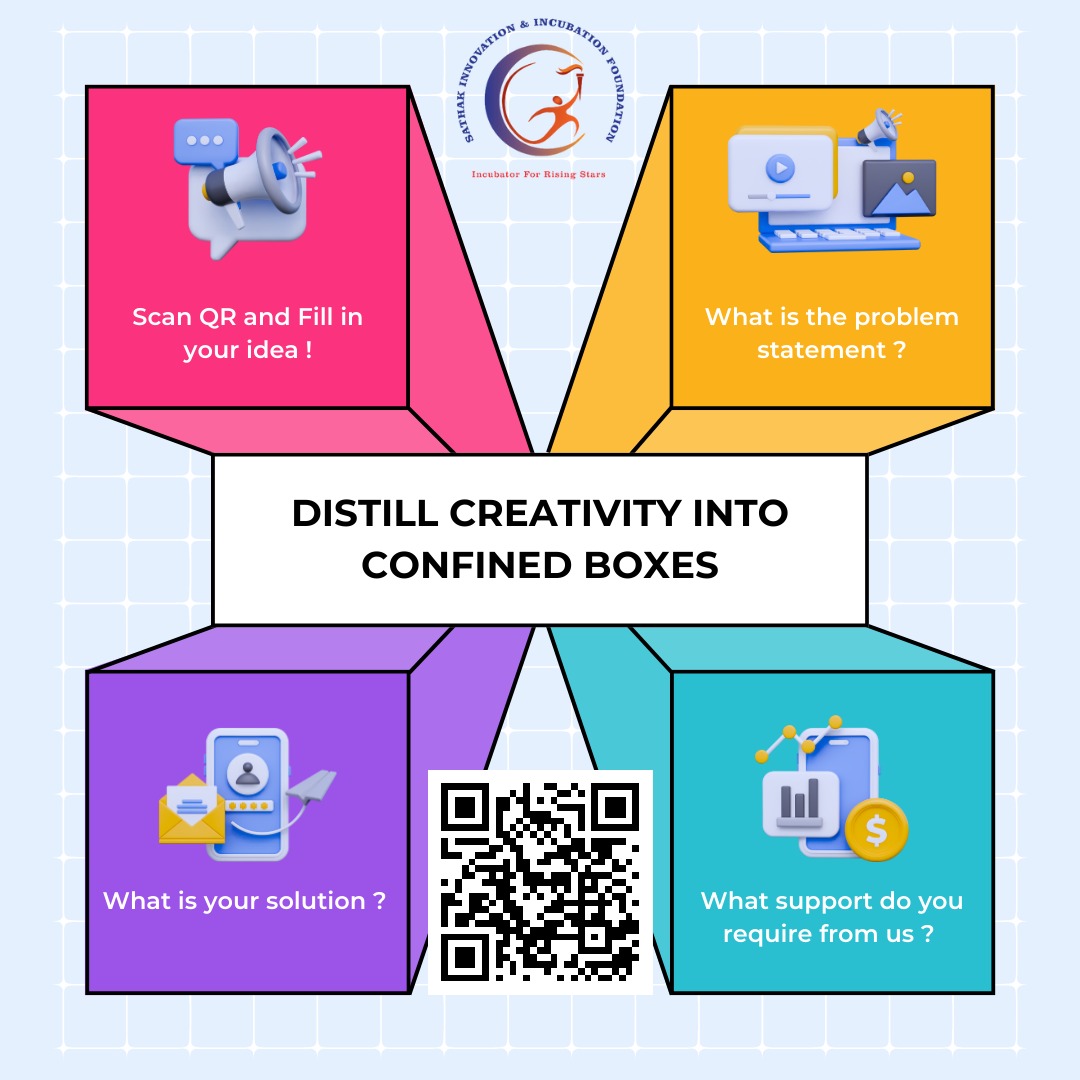 SATHAK INNOVATION & INCUBATION FOUNDATION
Incubator For Rising Stars
Scan QR and Fill in
your idea !
What is the problem
statement ?
DISTILL CREATIVITY INTO
CONFINED BOXES
What is your solution ?
What support do you
require from us ?
$